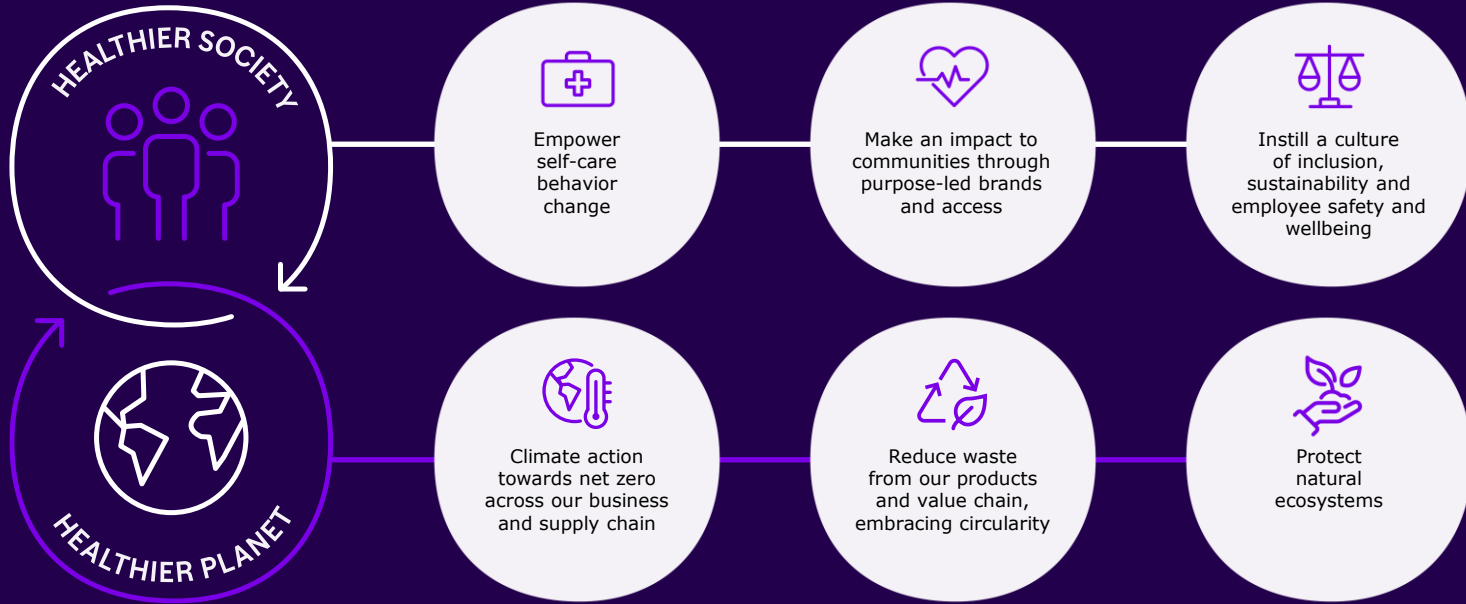 HEALTHIER SOCIETY
Empower
self-care
behavior
change
Make an impact to
communities through
purpose-led brands
and access
Instill a culture
of inclusion,
sustainability and
employee safety and
wellbeing
HEALTHIER PLANET
Climate action
towards net zero
across our business
and supply chain
Reduce waste
from our products
and value chain,
embracing circularity
Protect
natural
ecosystems